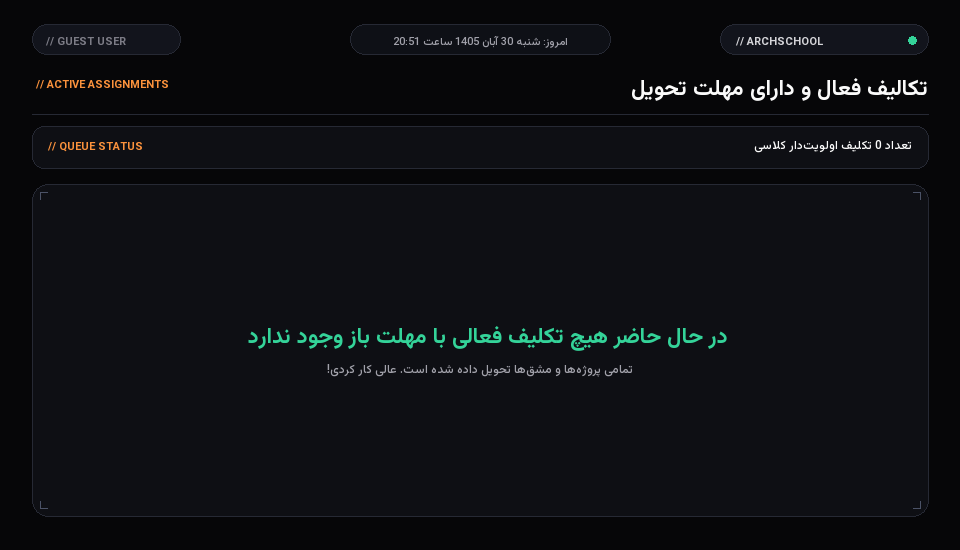 // ARCHSCHOOL
امروز: شنبه 30 آبان 1405 ساعت 20:51
// GUEST USER
تکالیف فعال و دارای مهلت تحویل
// ACTIVE ASSIGNMENTS
تعداد 0 تکلیف اولویت‌دار کلاسی
// QUEUE STATUS
در حال حاضر هیچ تکلیف فعالی با مهلت باز وجود ندارد
تمامی پروژه‌ها و مشق‌ها تحویل داده شده است. عالی کار کردی!